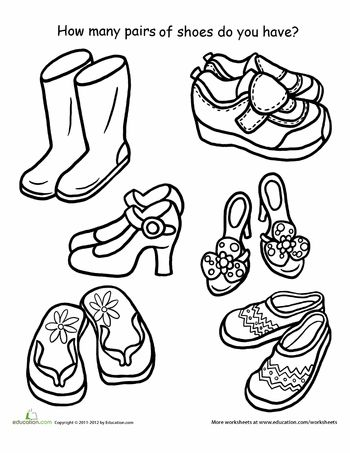 How many pairs of shoes do you have?
education.com Copyright © 2011-2012 by Education.com
More worksheets at www.education.com/worksheets